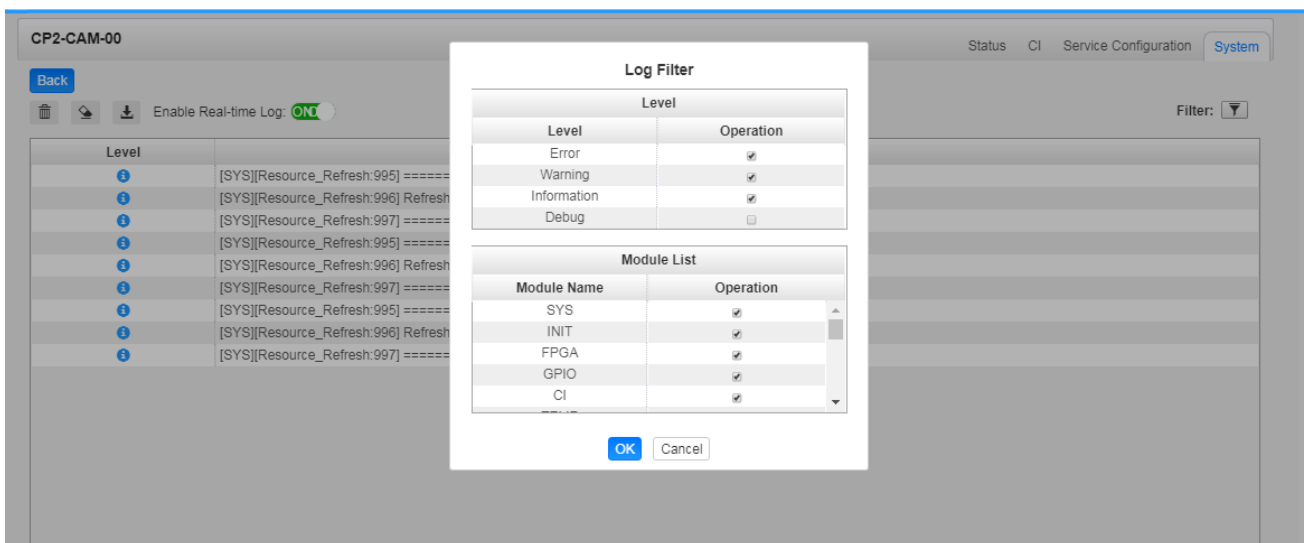 CP2-CAM-00
Status CI Service Configuration System
Back
Enable Real-time Log: ON
Filter:
Level
[SYS][Resource_Refresh:995] ======
[SYS][Resource_Refresh:996] Refresh
[SYS][Resource_Refresh:997] ======
[SYS][Resource_Refresh:995] ======
[SYS][Resource_Refresh:996] Refresh
[SYS][Resource_Refresh:997] ======
[SYS][Resource_Refresh:995] ======
[SYS][Resource_Refresh:996] Refresh
[SYS][Resource_Refresh:997] ======
Log Filter
Level
Level Operation
Error
Warning
Information
Debug
Module List
Module Name Operation
SYS
INIT
FPGA
GPIO
CI
OK Cancel